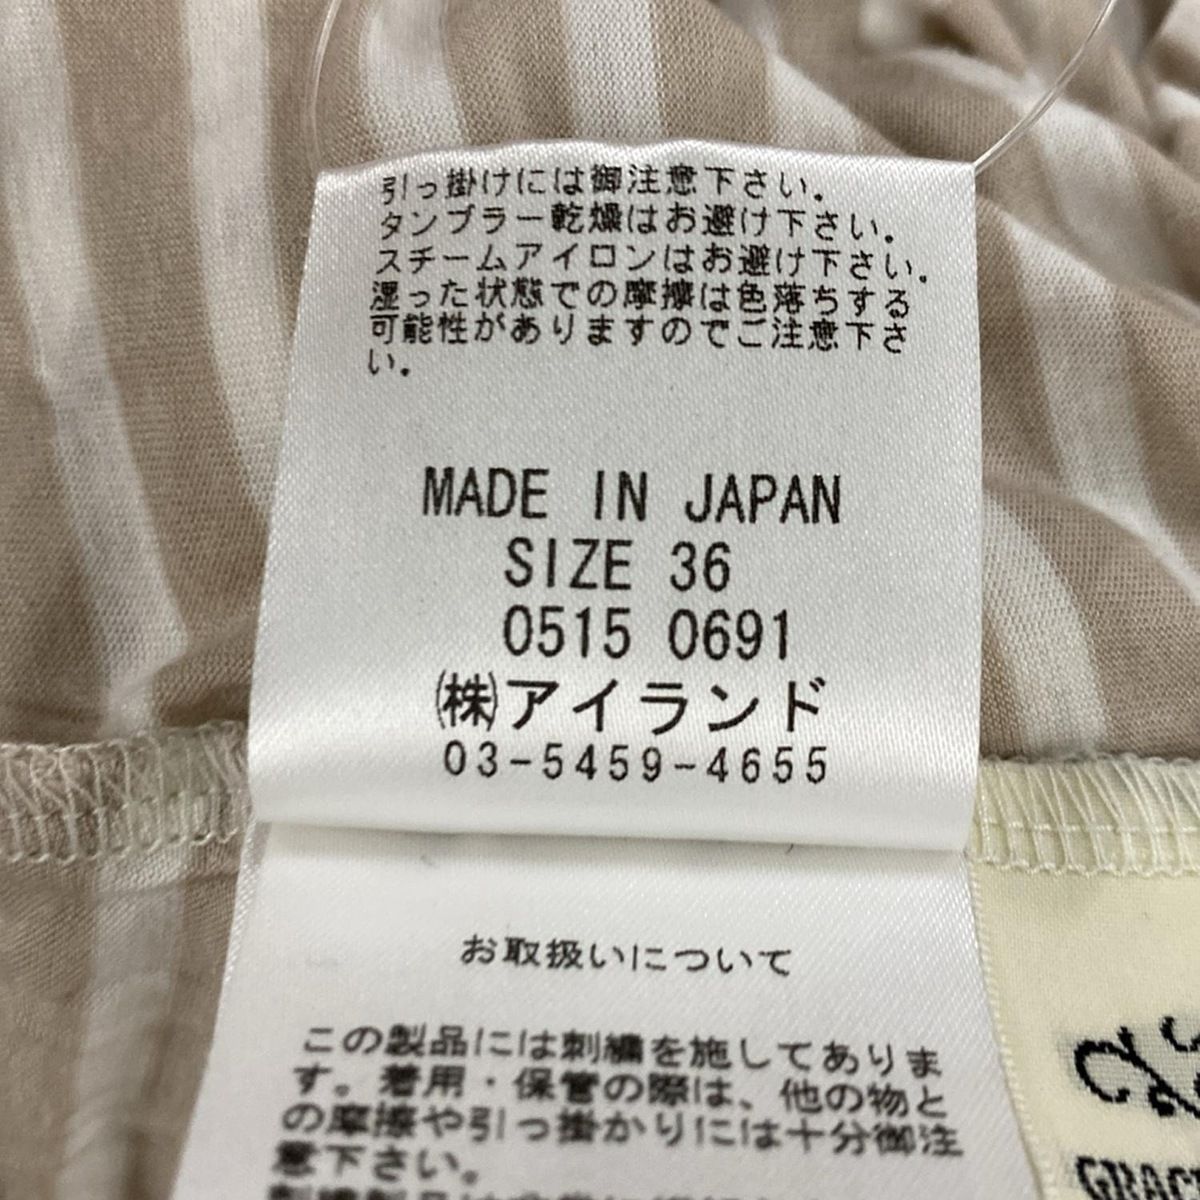 引っ掛けには御注意下さい。
タンブラー乾燥はお避け下さい。
スチームアイロンはお避け下さい。
湿った状態での摩擦は色落ちする
可能性がありますのでご注意下さ
い。
MADE IN JAPAN
SIZE 36
0515 0691
㈱アイランド
03-5459-4655
お取扱いについて
この製品には刺繍を施してありま
す。着用・保管の際は、他の物と
の摩擦や引っ掛かりには十分御注
意下さい。
GRACE